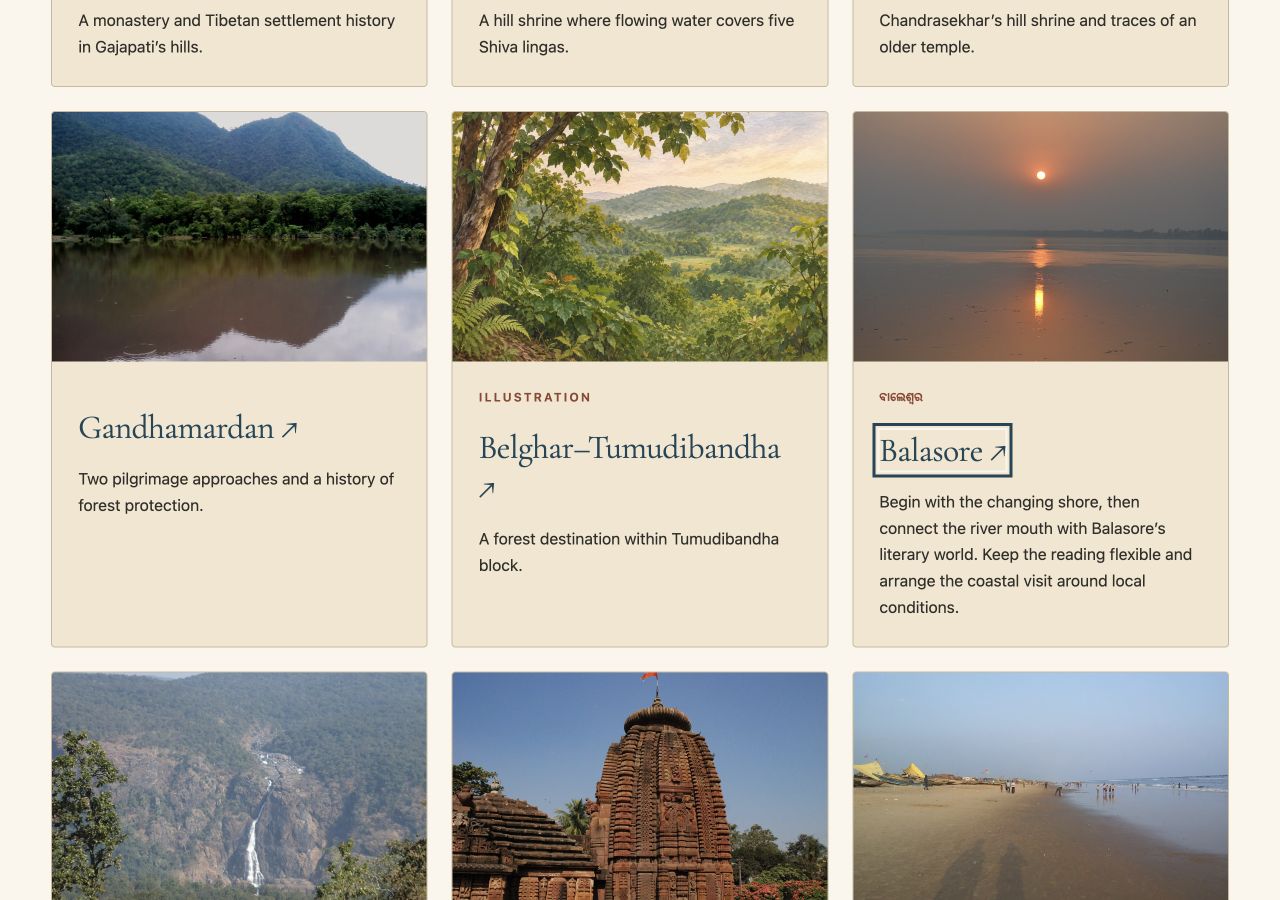 A monastery and Tibetan settlement history
in Gajapati’s hills.
A hill shrine where flowing water covers five
Shiva lingas.
Chandrasekhar’s hill shrine and traces of an
older temple.
Gandhamardan ↗
Two pilgrimage approaches and a history of
forest protection.
ILLUSTRATION
Belghar–Tumudibandha
↗
A forest destination within Tumudibandha
block.
ବାଲେଶ୍ୱର
Balasore ↗
Begin with the changing shore, then
connect the river mouth with Balasore’s
literary world. Keep the reading flexible and
arrange the coastal visit around local
conditions.